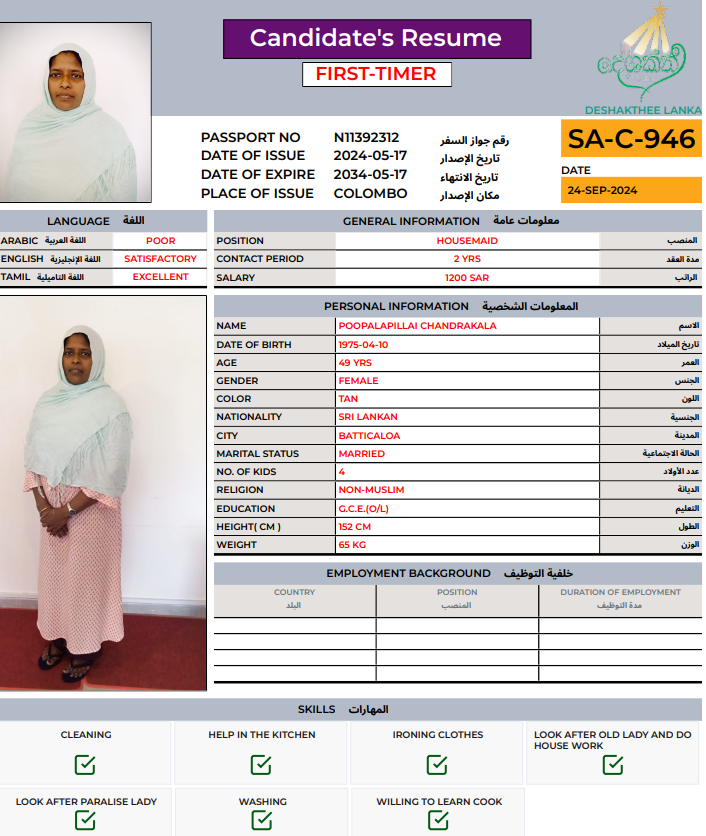 Candidate's Resume
FIRST-TIMER
DESHAKTHEE LANKA
PASSPORT NO N11392312 رقم جواز السفر
DATE OF ISSUE 2024-05-17 تاريخ الإصدار
DATE OF EXPIRE 2034-05-17 تاريخ الانتهاء
PLACE OF ISSUE COLOMBO مكان الإصدار
SA-C-946
DATE
24-SEP-2024
LANGUAGE اللغة
ARABIC اللغة العربية POOR
ENGLISH اللغة الإنجليزية SATISFACTORY
TAMIL اللغة التاميلية EXCELLENT
GENERAL INFORMATION معلومات عامة
POSITION HOUSEMAID المنصب
CONTACT PERIOD 2 YRS مدة العقد
SALARY 1200 SAR الراتب
PERSONAL INFORMATION المعلومات الشخصية
NAME POOPALAPILLAI CHANDRAKALA الاسم
DATE OF BIRTH 1975-04-10 تاريخ الميلاد
AGE 49 YRS العمر
GENDER FEMALE الجنس
COLOR TAN اللون
NATIONALITY SRI LANKAN الجنسية
CITY BATTICALOA المدينة
MARITAL STATUS MARRIED الحالة الاجتماعية
NO. OF KIDS 4 عدد الأولاد
RELIGION NON-MUSLIM الديانة
EDUCATION G.C.E.(O/L) التعليم
HEIGHT( CM ) 152 CM الطول
WEIGHT 65 KG الوزن
EMPLOYMENT BACKGROUND خلفية التوظيف
COUNTRY POSITION DURATION OF EMPLOYMENT
البلد المنصب مدة التوظيف
SKILLS المهارات
CLEANING
HELP IN THE KITCHEN
IRONING CLOTHES
LOOK AFTER OLD LADY AND DO
HOUSE WORK
LOOK AFTER PARALISE LADY
WASHING
WILLING TO LEARN COOK